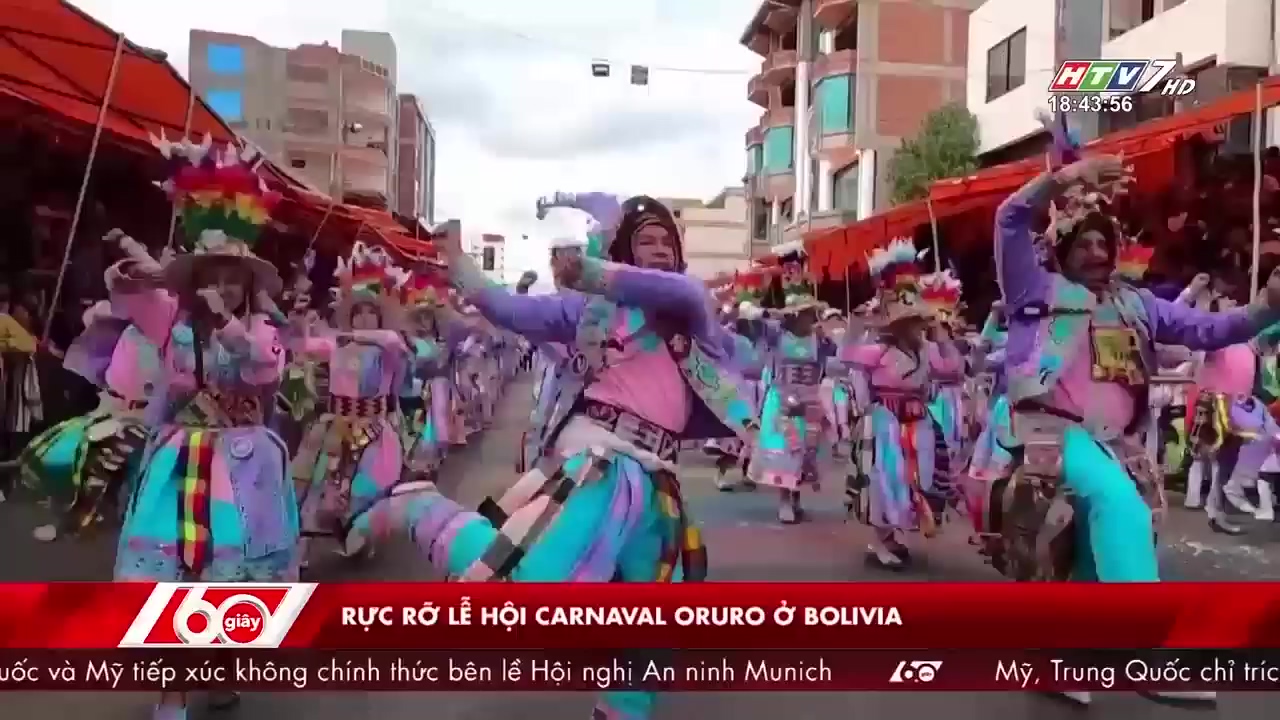 HTV7 HD
18:43:56
60 giây
RỰC RỠ LỄ HỘI CARNAVAL ORURO Ở BOLIVIA
uốc và Mỹ tiếp xúc không chính thức bên lề Hội nghị An ninh Munich
60
Mỹ, Trung Quốc chỉ tríc